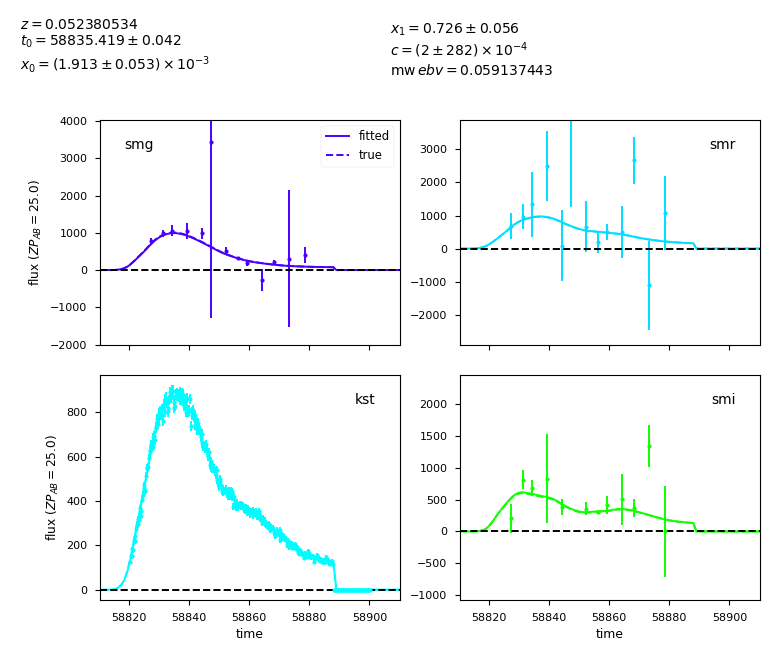 z = 0.052380534
t0 = 58835.419 ± 0.042
x0 = (1.913 ± 0.053) × 10^−3
x1 = 0.726 ± 0.056
c = (2 ± 282) × 10^−4
mw ebv = 0.059137443
smg
fitted
true
4000
3000
2000
1000
0
−1000
−2000
flux (ZP_AB = 25.0)
smr
3000
2000
1000
0
−1000
−2000
kst
800
600
400
200
0
flux (ZP_AB = 25.0)
58820 58840 58860 58880 58900
time
smi
2000
1500
1000
500
0
−500
−1000
58820 58840 58860 58880 58900
time